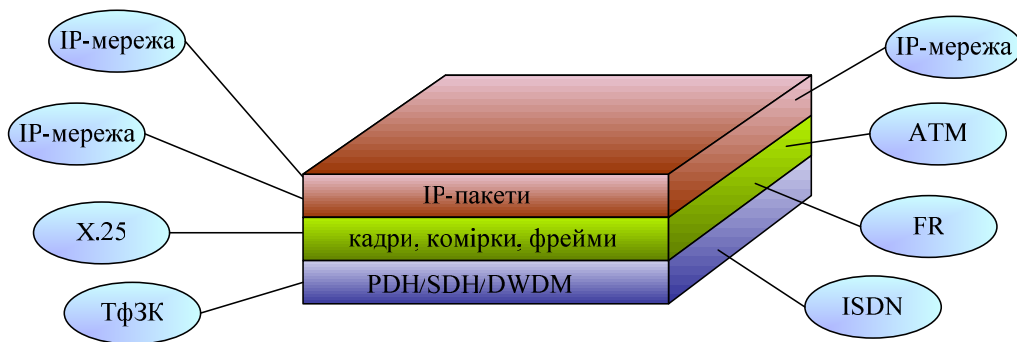 IP-мережа
IP-мережа
IP-мережа
ATM
IP-пакети
X.25
кадри, комірки, фрейми
FR
PDH/SDH/DWDM
ТфЗК
ISDN